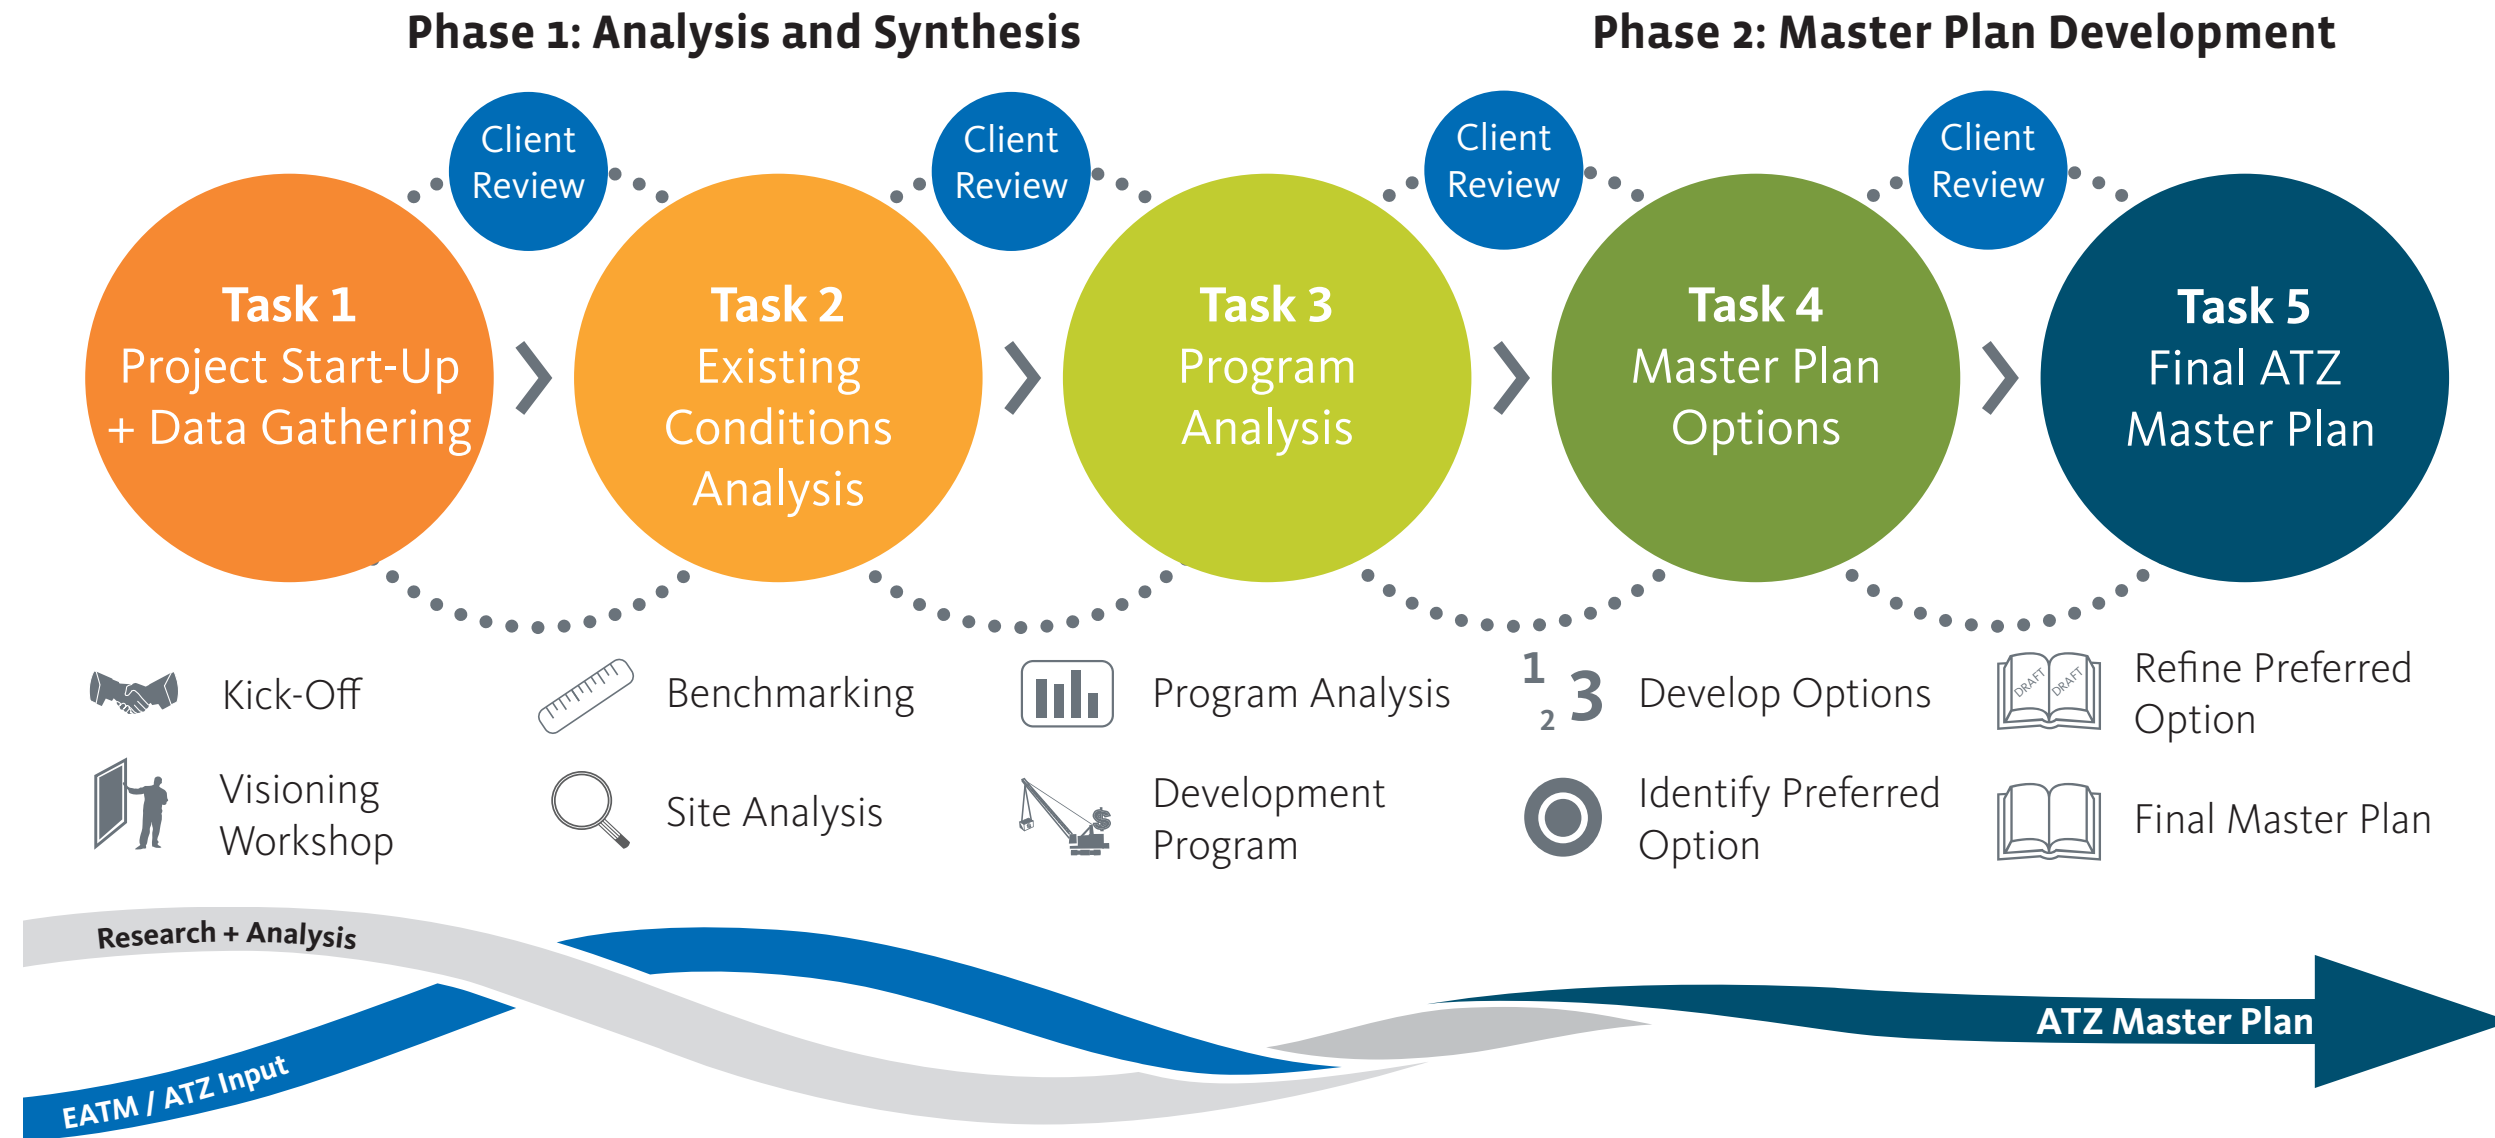 Phase 1: Analysis and Synthesis
Phase 2: Master Plan Development
Client
Review
Client
Review
Client
Review
Client
Review
Task 1
Project Start-Up
+ Data Gathering
Task 2
Existing
Conditions
Analysis
Task 3
Program
Analysis
Task 4
Master Plan
Options
Task 5
Final ATZ
Master Plan
Kick-Off
Visioning
Workshop
Benchmarking
Site Analysis
Program Analysis
$
Development
Program
1
2
3
Develop Options
Identify Preferred
Option
DRAFT
DRAFT
Refine Preferred
Option
Final Master Plan
Research + Analysis
EATM / ATZ Input
ATZ Master Plan